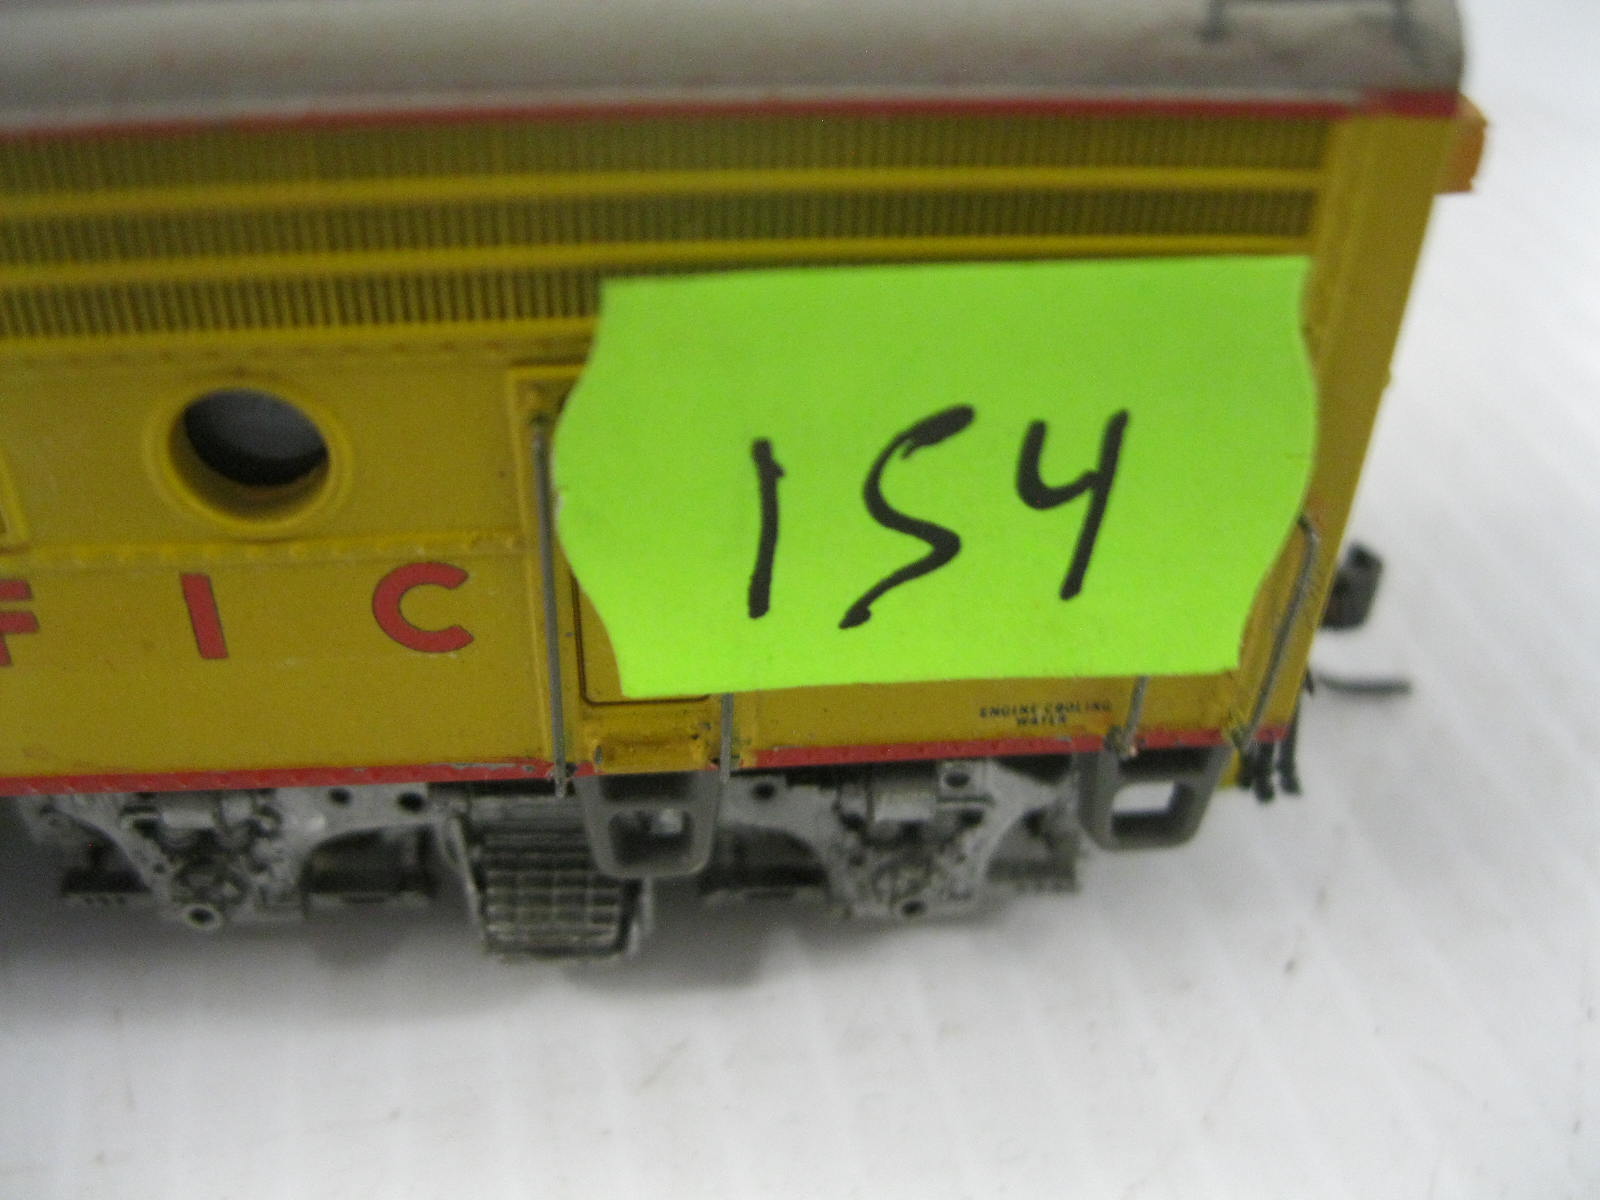 154
FIC
ENGINE COOLING
WATER